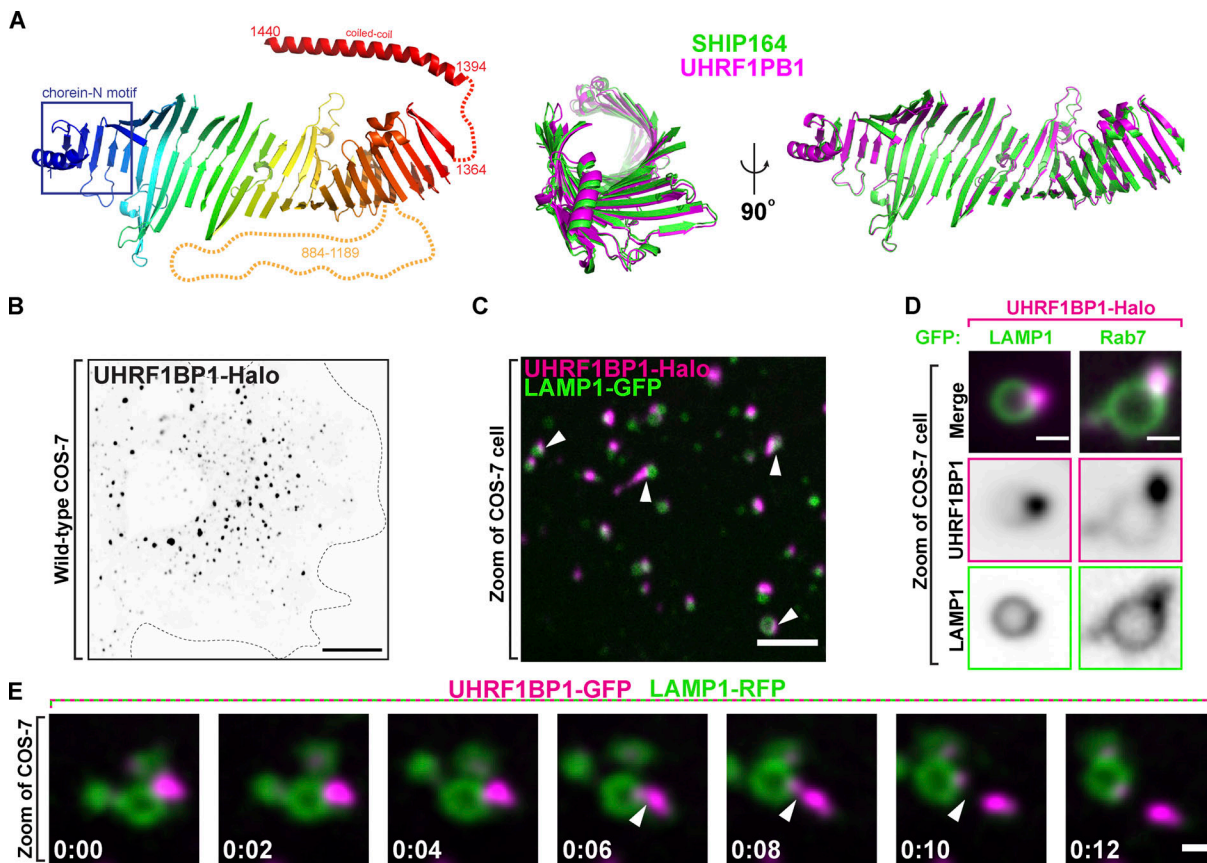 A
1440
coiled-coil
1394
chorein-N motif
1364
884-1189
SHIP164
UHRF1PB1
90°
B
Wild-type COS-7
UHRF1BP1-Halo
C
Zoom of COS-7 cell
UHRF1BP1-Halo
LAMP1-GFP
D
UHRF1BP1-Halo
GFP: LAMP1 Rab7
Zoom of COS-7 cell
Merge
UHRF1BP1
LAMP1
E
UHRF1BP1-GFP LAMP1-RFP
Zoom of COS-7
0:00 0:02 0:04 0:06 0:08 0:10 0:12